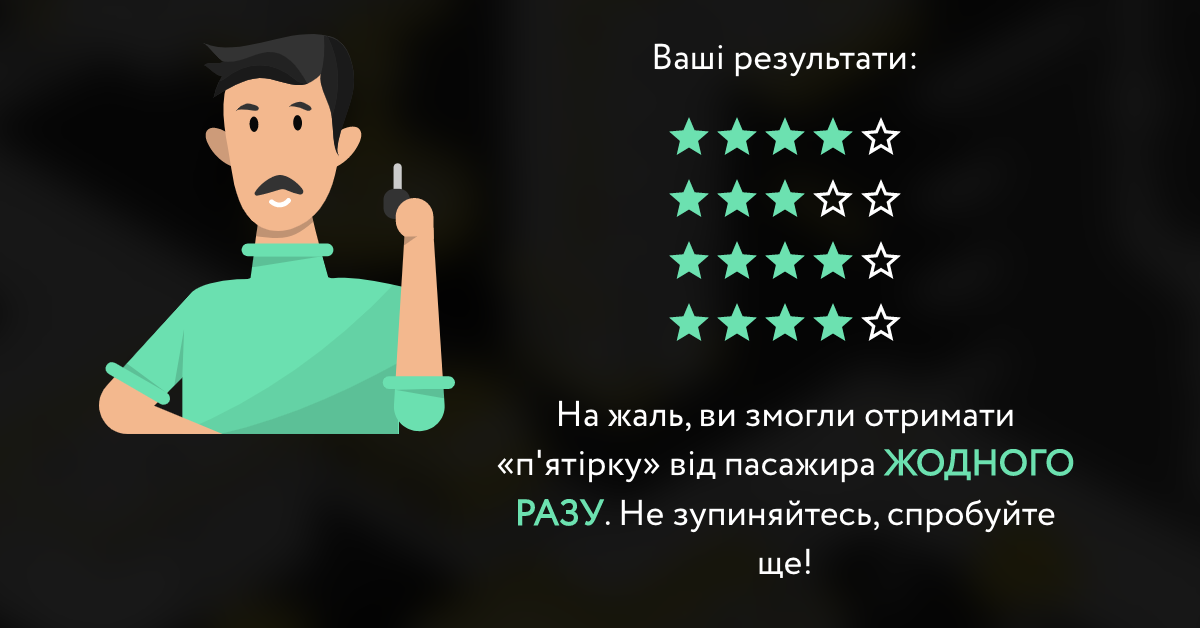 Ваші результати:
На жаль, ви змогли отримати
«п'ятірку» від пасажира ЖОДНОГО
РАЗУ. Не зупиняйтесь, спробуйте
ще!